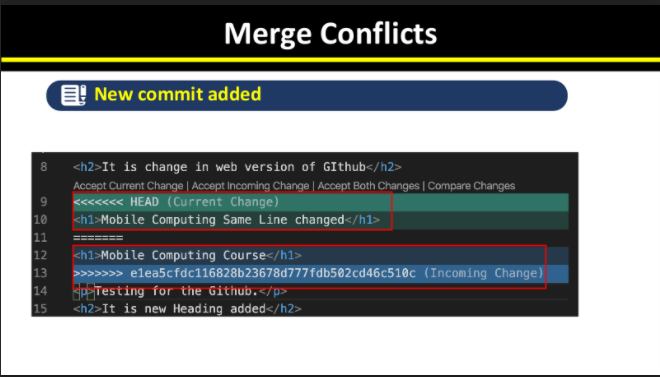 Merge Conflicts
New commit added
8 <h2>It is change in web version of GIthub</h2>
Accept Current Change | Accept Incoming Change | Accept Both Changes | Compare Changes
9 <<<<<<< HEAD (Current Change)
10 <h1>Mobile Computing Same Line changed</h1>
11 =======
12 <h1>Mobile Computing Course</h1>
13 >>>>>>> e1ea5cfdc116828b23678d777fdb502cd46c510c (Incoming Change)
14 <p>Testing for the Github.</p>
15 <h2>It is new Heading added</h2>